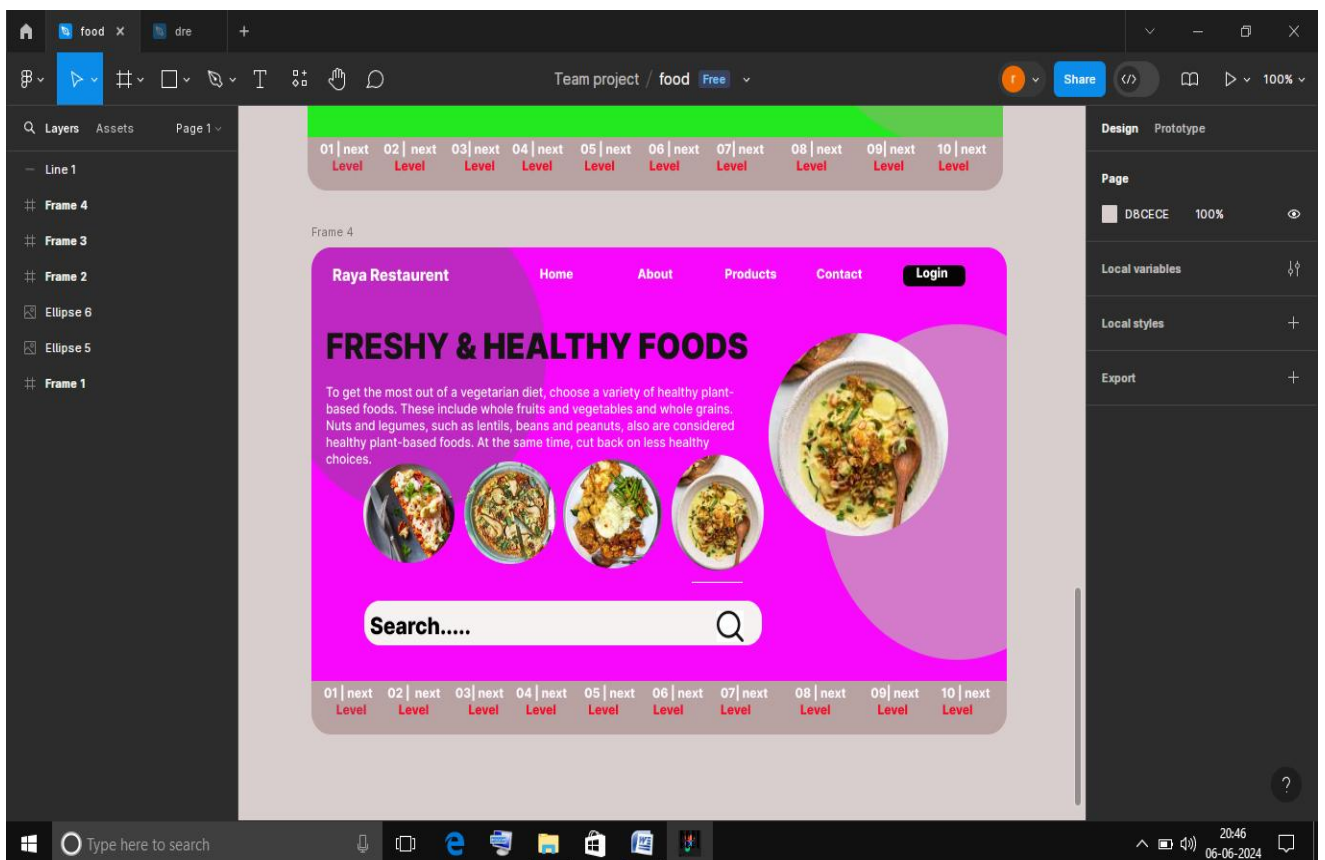 food
dre
Team project / food Free
r
Share
100%
Layers Assets Page 1
Line 1
Frame 4
Frame 3
Frame 2
Ellipse 6
Ellipse 5
Frame 1
01 | next 02 | next 03| next 04 | next 05 | next 06 | next 07| next 08 | next 09| next 10 | next
Level Level Level Level Level Level Level Level Level Level
Frame 4
Raya Restaurent Home About Products Contact Login
FRESHY & HEALTHY FOODS
To get the most out of a vegetarian diet, choose a variety of healthy plant-
based foods. These include whole fruits and vegetables and whole grains.
Nuts and legumes, such as lentils, beans and peanuts, also are considered
healthy plant-based foods. At the same time, cut back on less healthy
choices.
Search.....
01 | next 02 | next 03| next 04 | next 05 | next 06 | next 07| next 08 | next 09| next 10 | next
Level Level Level Level Level Level Level Level Level Level
Design Prototype
Page
D8CECE 100%
Local variables
Local styles
Export
?
Type here to search
20:46
06-06-2024